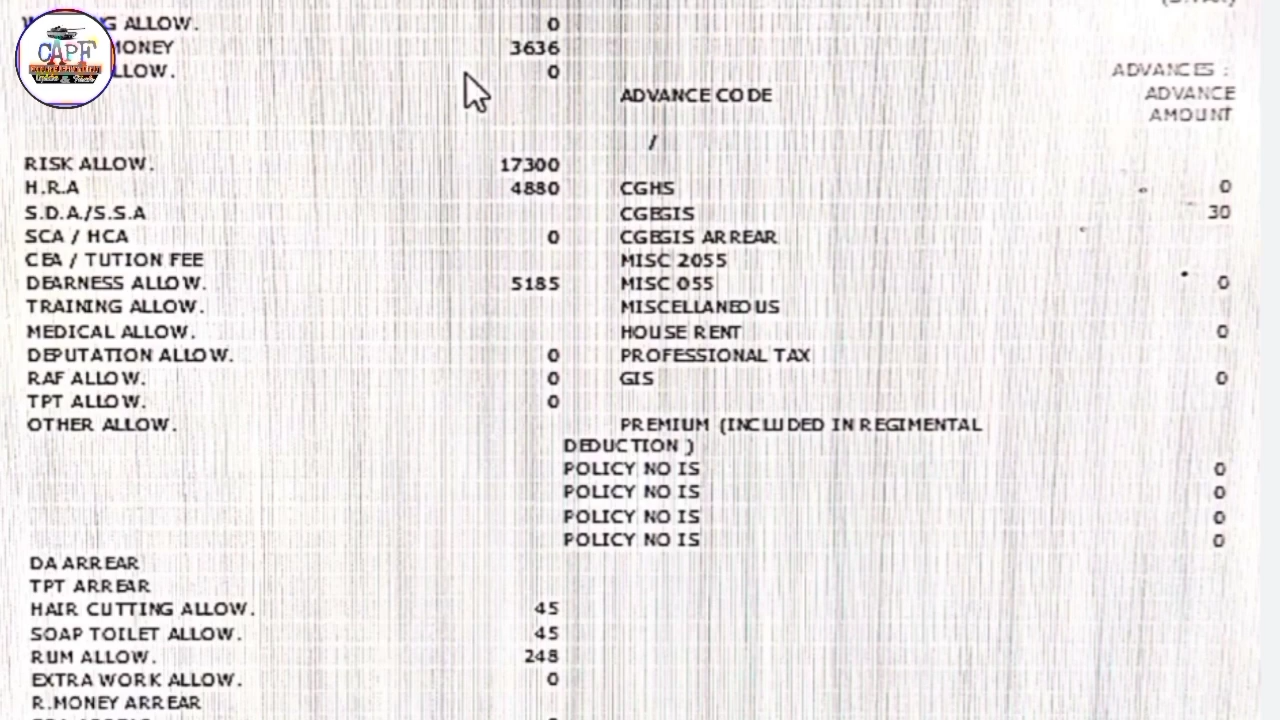 G ALLOW. 0
MONEY 3636
LLOW. 0
ADVANCES :
ADVANCE CODE ADVANCE
AMOUNT
/
RISK ALLOW. 17300
H.R.A 4880 CGHS 0
S.D.A./S.S.A CGEGIS 30
SCA / HCA 0 CGEGIS ARREAR
CEA / TUTION FEE MISC 2055
DEARNESS ALLOW. 5185 MISC 055 0
TRAINING ALLOW. MISCELLANEOUS
MEDICAL ALLOW. HOUSE RENT 0
DEPUTATION ALLOW. 0 PROFESSIONAL TAX
RAF ALLOW. 0 GIS 0
TPT ALLOW. 0
OTHER ALLOW. PREMIUM (INCLUDED IN REGIMENTAL
DEDUCTION )
POLICY NO IS 0
POLICY NO IS 0
POLICY NO IS 0
POLICY NO IS 0
DA ARREAR
TPT ARREAR
HAIR CUTTING ALLOW. 45
SOAP TOILET ALLOW. 45
RUM ALLOW. 248
EXTRA WORK ALLOW. 0
R.MONEY ARREAR
CAPF